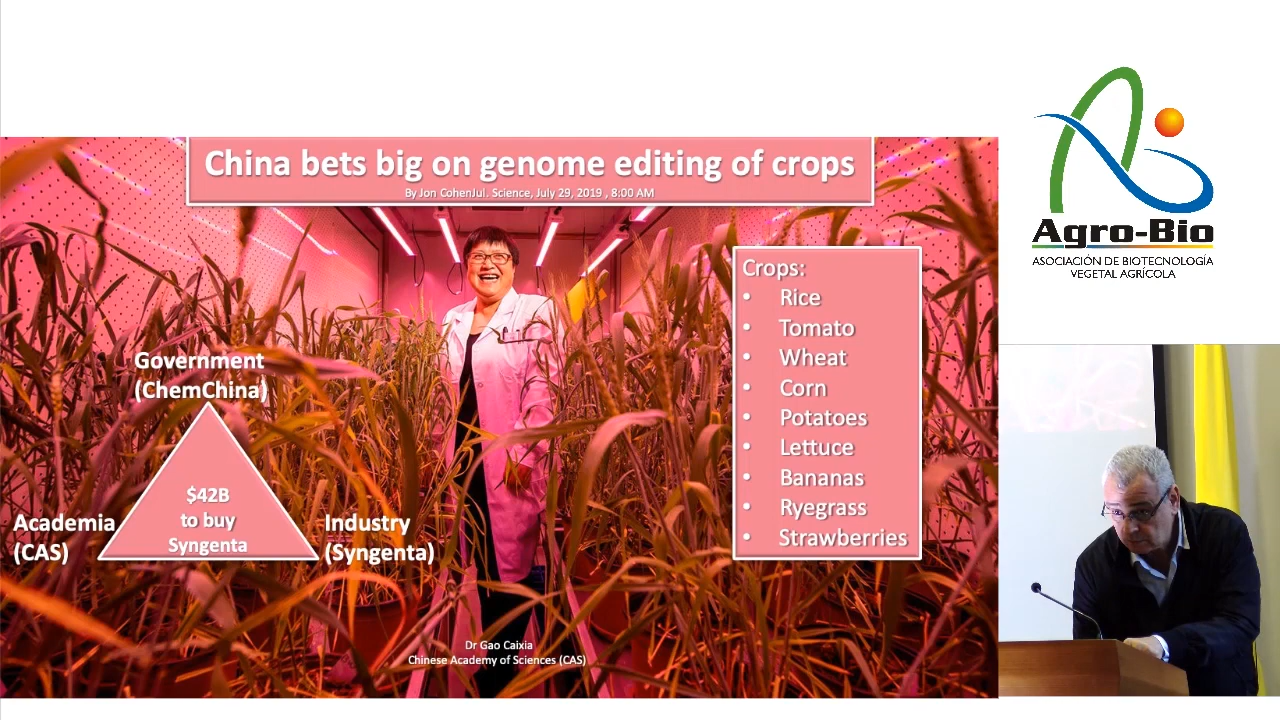 China bets big on genome editing of crops
By Jon CohenJul. Science, July 29, 2019 , 8:00 AM
Government
(ChemChina)
$42B
to buy
Syngenta
Academia
(CAS)
Industry
(Syngenta)
Crops:
• Rice
• Tomato
• Wheat
• Corn
• Potatoes
• Lettuce
• Bananas
• Ryegrass
• Strawberries
Dr Gao Caixia
Chinese Academy of Sciences (CAS)
Agro-Bio
ASOCIACIÓN DE BIOTECNOLOGÍA
VEGETAL AGRÍCOLA